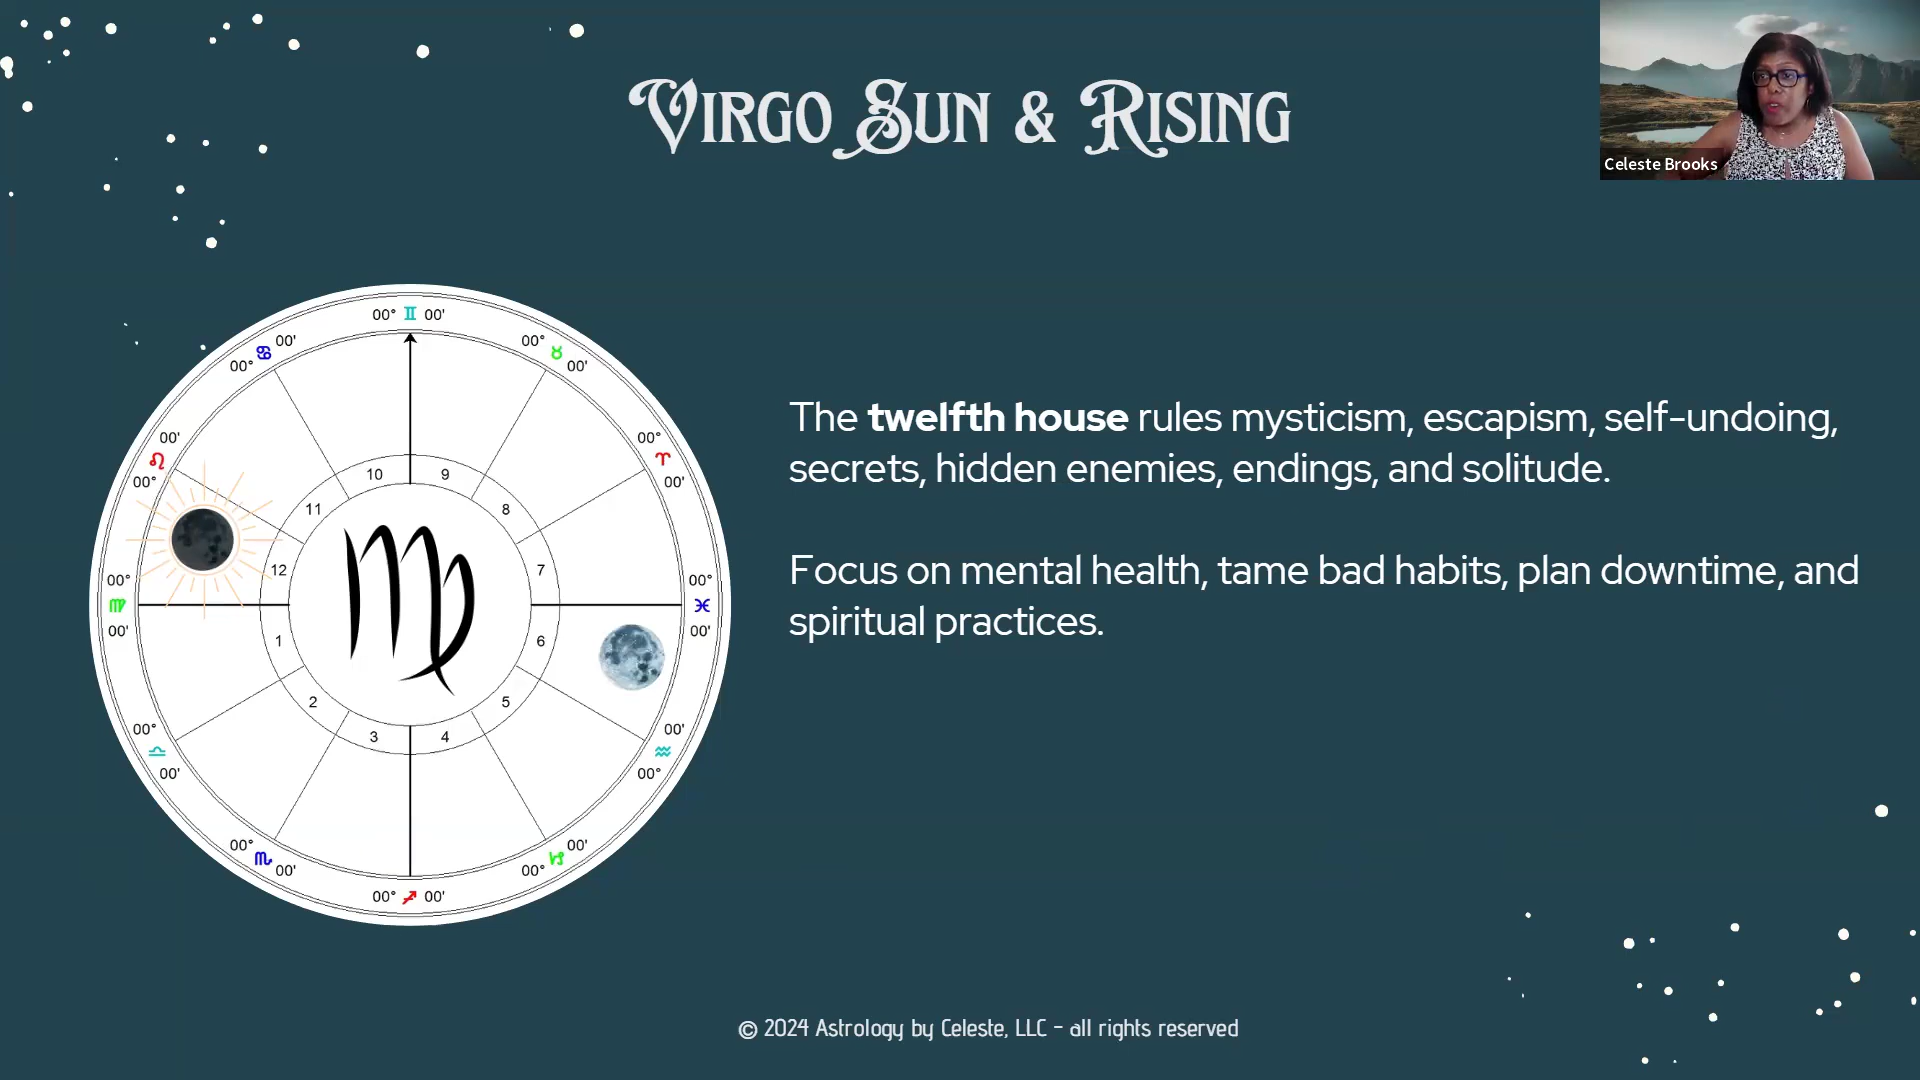 Virgo Sun & Rising
Celeste Brooks
The twelfth house rules mysticism, escapism, self-undoing,
secrets, hidden enemies, endings, and solitude.
Focus on mental health, tame bad habits, plan downtime, and
spiritual practices.
00° ♊ 00'
00° ♋ 00'
00° ♉ 00'
00' ♌ 00°
00° ♈ 00'
10
9
11
8
12
7
00° ♍ 00'
00° ♓ 00'
1
6
2
5
3
4
00° ♎ 00'
00' ♒ 00°
00° ♏ 00'
00° ♑ 00'
00° ♐ 00'
♍
© 2024 Astrology by Celeste, LLC - all rights reserved